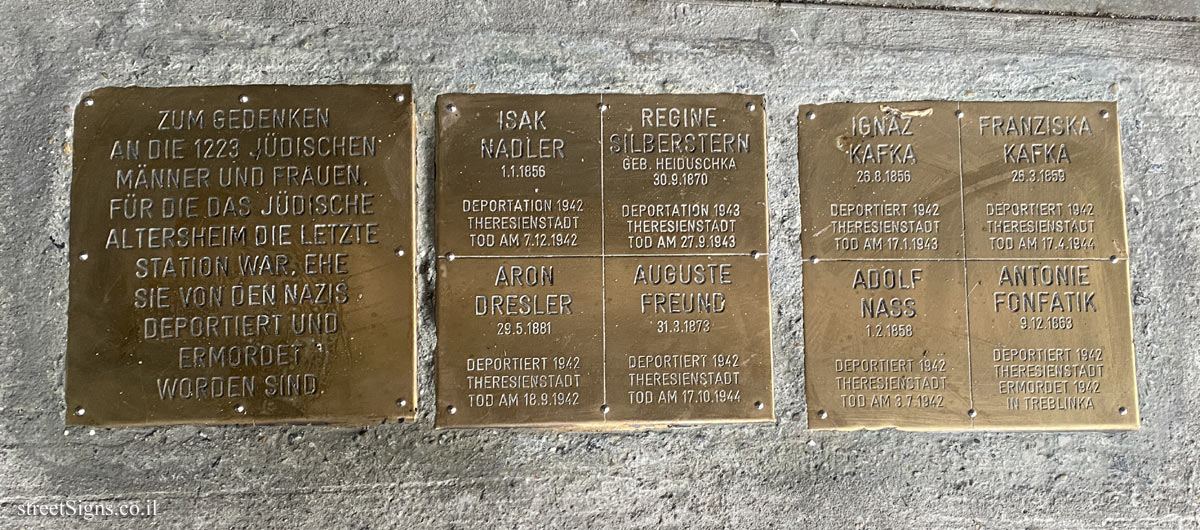 ZUM GEDENKEN
AN DIE 1223 JÜDISCHEN
MÄNNER UND FRAUEN,
FÜR DIE DAS JÜDISCHE
ALTERSHEIM DIE LETZTE
STATION WAR, EHE
SIE VON DEN NAZIS
DEPORTIERT UND
ERMORDET
WORDEN SIND.
ISAK
NADLER
1.1.1856
DEPORTATION 1942
THERESIENSTADT
TOD AM 7.12.1942
REGINE
SILBERSTERN
GEB. HEIDUSCHKA
30.9.1870
DEPORTATION 1943
THERESIENSTADT
TOD AM 27.9.1943
ARON
DRESLER
29.5.1881
DEPORTIERT 1942
THERESIENSTADT
TOD AM 18.9.1942
AUGUSTE
FREUND
31.3.1873
DEPORTIERT 1942
THERESIENSTADT
TOD AM 17.10.1944
IGNAZ
KAFKA
26.8.1856
DEPORTIERT 1942
THERESIENSTADT
TOD AM 17.1.1943
FRANZISKA
KAFKA
26.3.1859
DEPORTIERT 1942
THERESIENSTADT
TOD AM 17.4.1944
ADOLF
NASS
1.2.1858
DEPORTIERT 1942
THERESIENSTADT
TOD AM 3.7.1942
ANTONIE
FONFATIK
9.12.1863
DEPORTIERT 1942
THERESIENSTADT
ERMORDET 1942
IN TREBLINKA
streetSigns.co.il